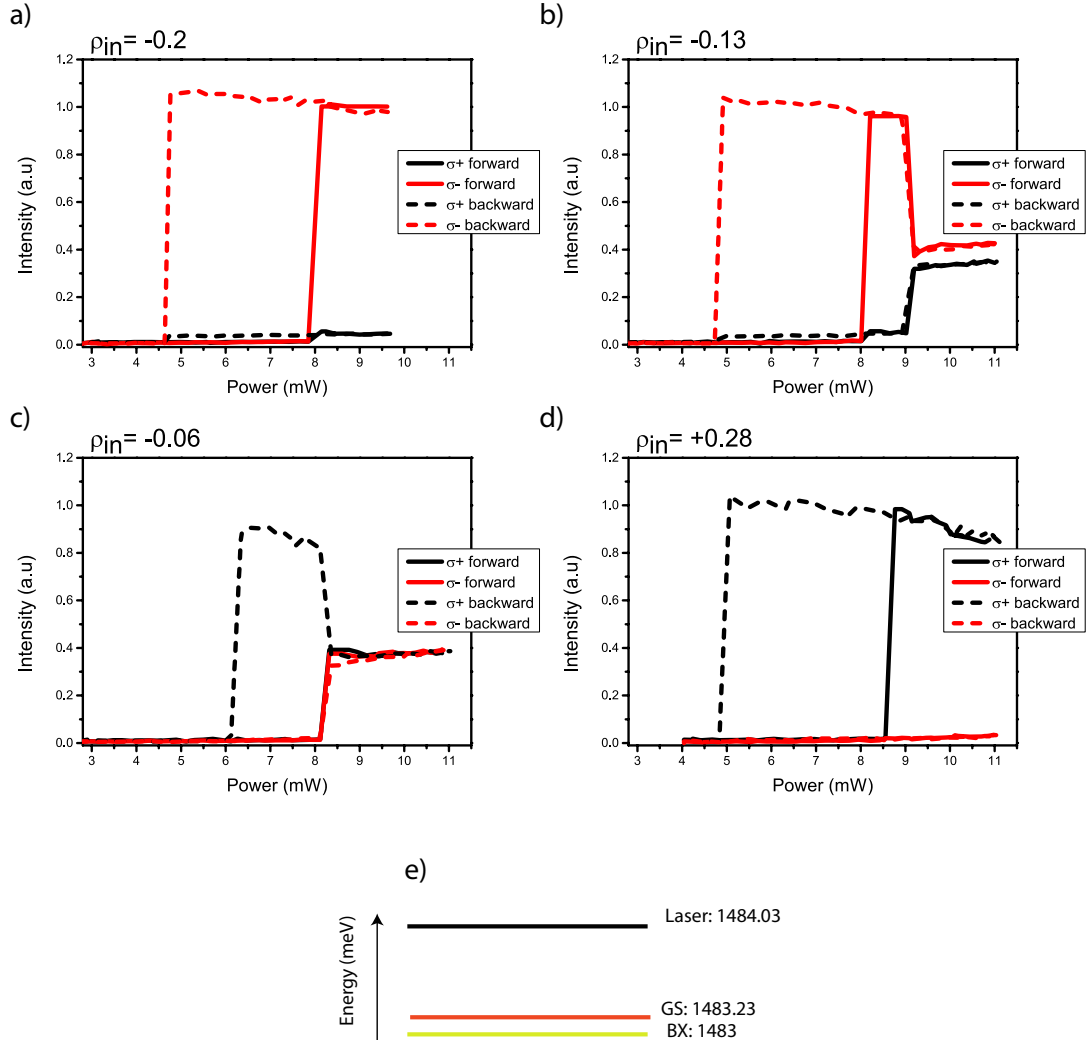 a)
ρin= -0.2
1.2
1.0
0.8
0.6
0.4
0.2
0.0
Intensity (a.u)
3 4 5 6 7 8 9 10 11
Power (mW)
σ+ forward
σ- forward
σ+ backward
σ- backward
b)
ρin= -0.13
1.2
1.0
0.8
0.6
0.4
0.2
0.0
Intensity (a.u)
3 4 5 6 7 8 9 10 11
Power (mW)
σ+ forward
σ- forward
σ+ backward
σ- backward
c)
ρin= -0.06
1.2
1.0
0.8
0.6
0.4
0.2
0.0
Intensity (a.u)
3 4 5 6 7 8 9 10 11
Power (mW)
σ+ forward
σ- forward
σ+ backward
σ- backward
d)
ρin= +0.28
1.2
1.0
0.8
0.6
0.4
0.2
0.0
Intensity (a.u)
3 4 5 6 7 8 9 10 11
Power (mW)
σ+ forward
σ- forward
σ+ backward
σ- backward
e)
Energy (meV)
Laser: 1484.03
GS: 1483.23
BX: 1483